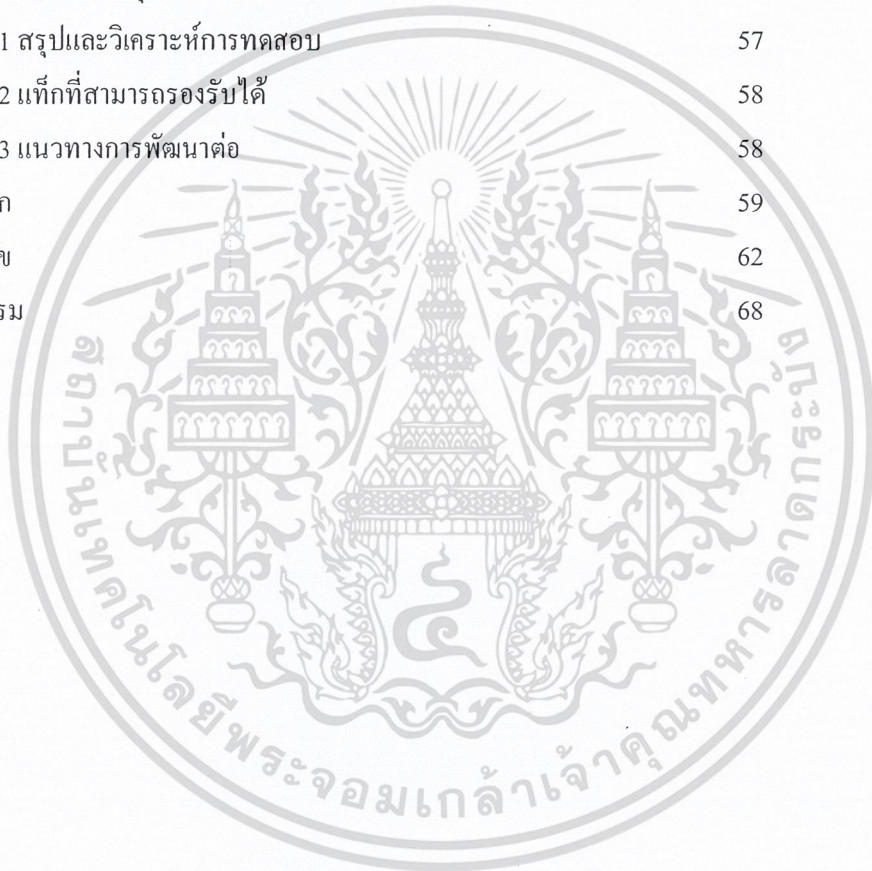 1 สรุปและวิเคราะห์การทดสอบ 57
2 แท็กที่สามารถรองรับได้ 58
3 แนวทางการพัฒนาต่อ 58
ก 59
ข 62
รม 68
สถาบันเทคโนโลยีพระจอมเกล้าเจ้าคุณทหารลาดกระบัง